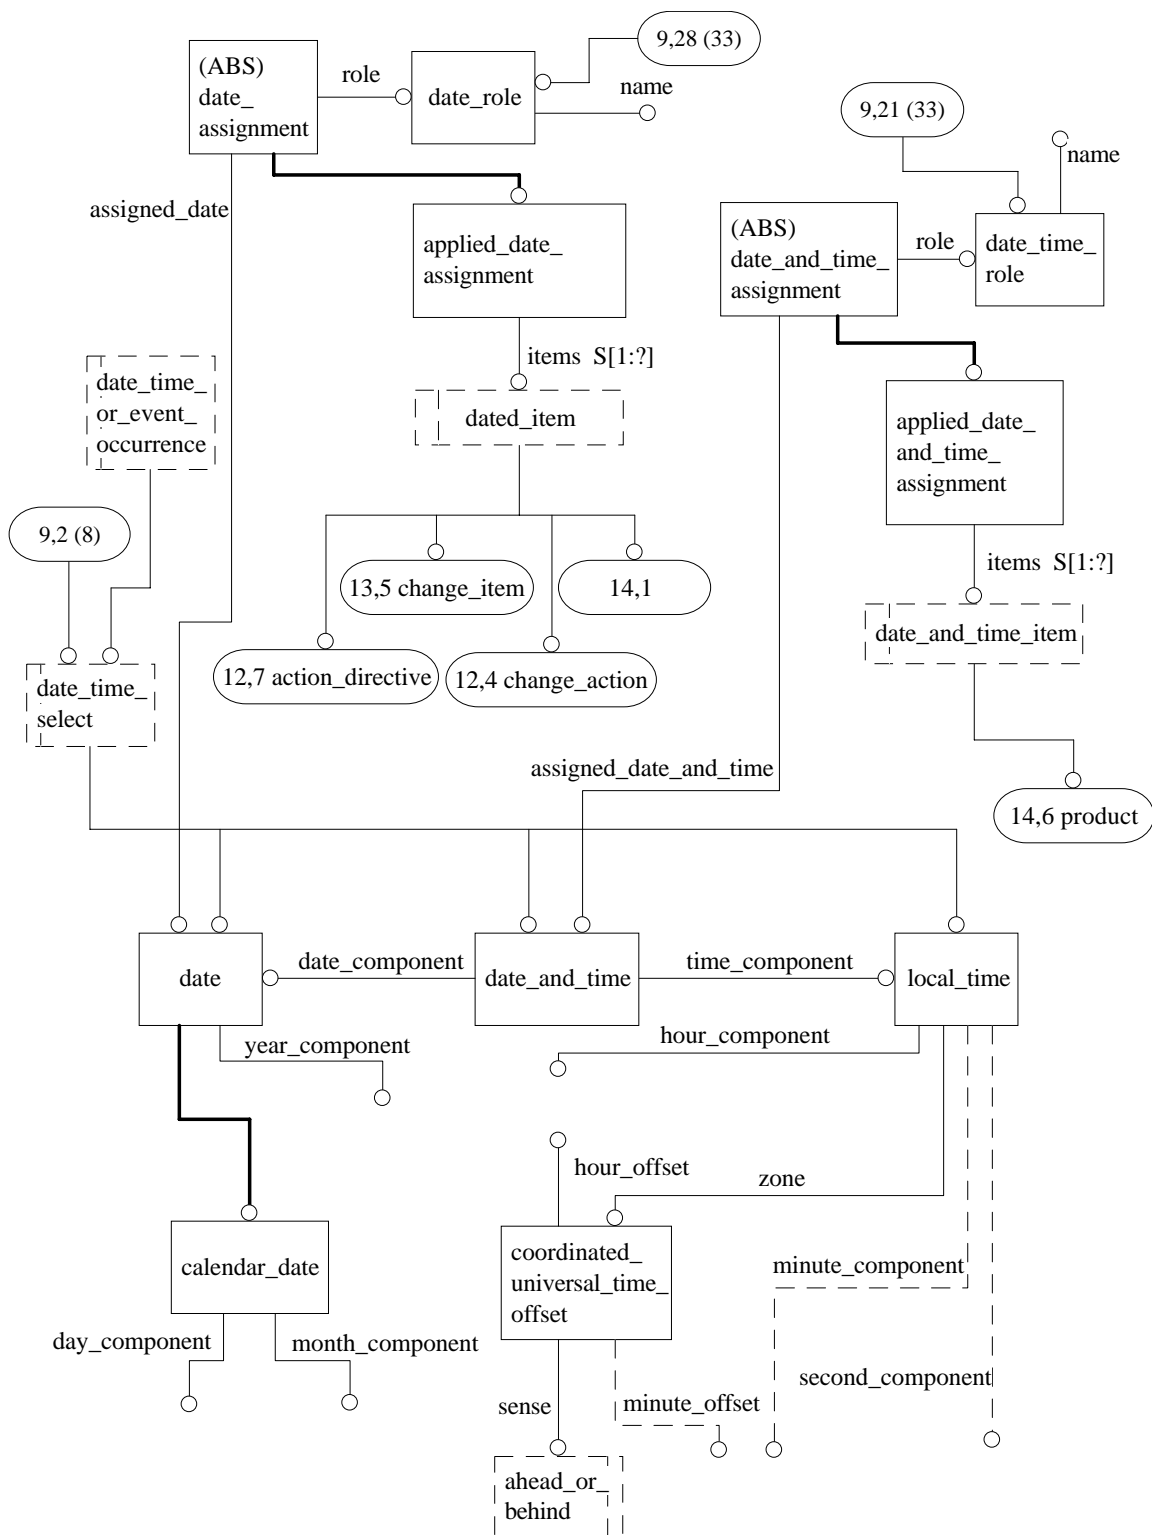 9,28 (33)
(ABS)
date_
assignment
role
date_role
name
9,21 (33)
name
assigned_date
applied_date_
assignment
(ABS)
date_and_time_
assignment
role
date_time_
role
items S[1:?]
date_time_
or_event_
occurrence
dated_item
applied_date_
and_time_
assignment
9,2 (8)
13,5 change_item
14,1
items S[1:?]
date_and_time_item
12,7 action_directive
12,4 change_action
date_time_
select
assigned_date_and_time
14,6 product
date
date_component
date_and_time
time_component
local_time
year_component
hour_component
hour_offset
zone
calendar_date
coordinated_
universal_time_
offset
minute_component
day_component
month_component
second_component
sense
minute_offset
ahead_or_
behind